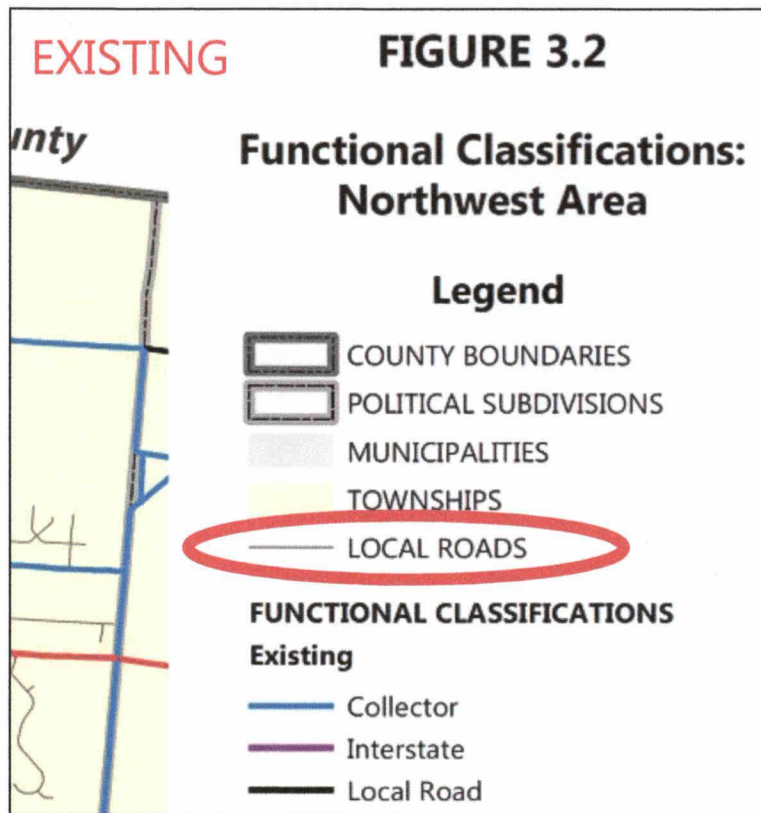 EXISTING
FIGURE 3.2
unty
Functional Classifications:
Northwest Area
Legend
COUNTY BOUNDARIES
POLITICAL SUBDIVISIONS
MUNICIPALITIES
TOWNSHIPS
LOCAL ROADS
FUNCTIONAL CLASSIFICATIONS
Existing
Collector
Interstate
Local Road